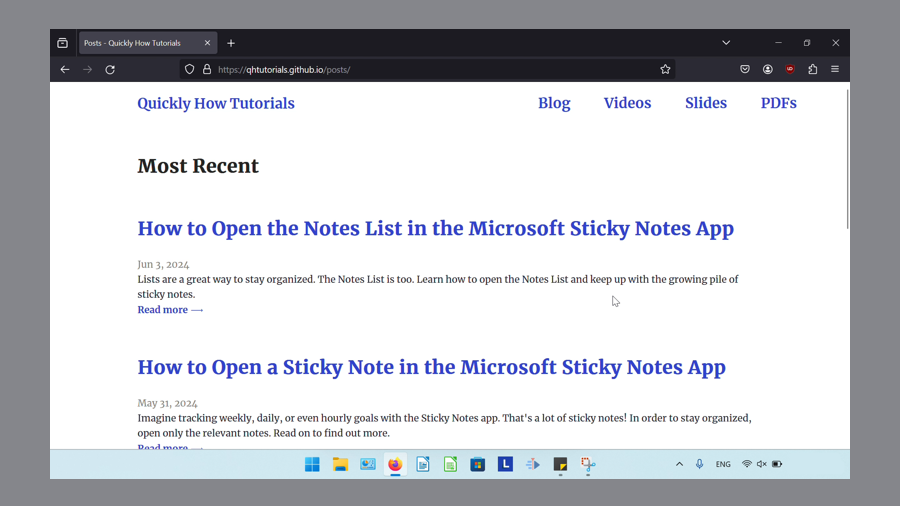 Posts - Quickly How Tutorials
https://qhtutorials.github.io/posts/
Quickly How Tutorials
Blog Videos Slides PDFs
Most Recent
How to Open the Notes List in the Microsoft Sticky Notes App
Jun 3, 2024
Lists are a great way to stay organized. The Notes List is too. Learn how to open the Notes List and keep up with the growing pile of
sticky notes.
Read more ⟶
How to Open a Sticky Note in the Microsoft Sticky Notes App
May 31, 2024
Imagine tracking weekly, daily, or even hourly goals with the Sticky Notes app. That's a lot of sticky notes! In order to stay organized,
open only the relevant notes. Read on to find out more.
Read more ⟶
L ENG